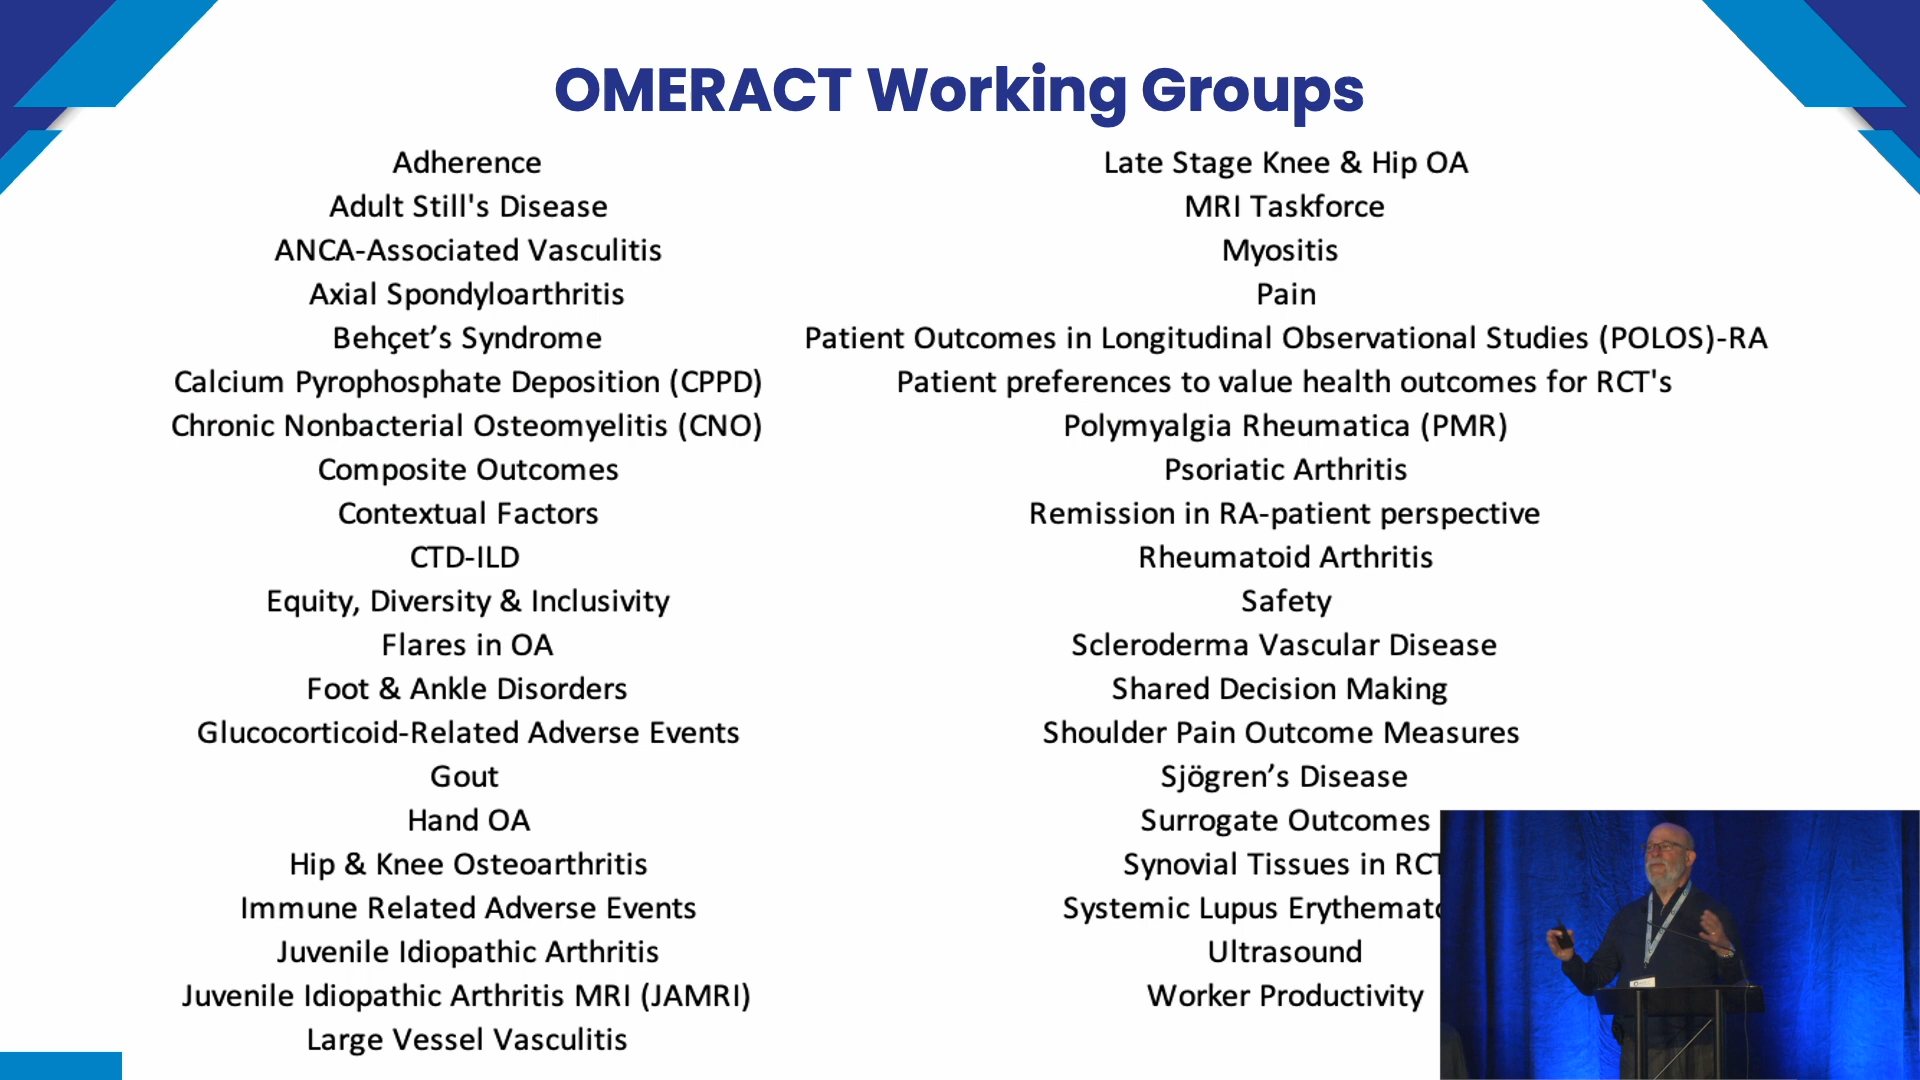 OMERACT Working Groups
Adherence
Adult Still's Disease
ANCA-Associated Vasculitis
Axial Spondyloarthritis
Behçet’s Syndrome
Calcium Pyrophosphate Deposition (CPPD)
Chronic Nonbacterial Osteomyelitis (CNO)
Composite Outcomes
Contextual Factors
CTD-ILD
Equity, Diversity & Inclusivity
Flares in OA
Foot & Ankle Disorders
Glucocorticoid-Related Adverse Events
Gout
Hand OA
Hip & Knee Osteoarthritis
Immune Related Adverse Events
Juvenile Idiopathic Arthritis
Juvenile Idiopathic Arthritis MRI (JAMRI)
Large Vessel Vasculitis
Late Stage Knee & Hip OA
MRI Taskforce
Myositis
Pain
Patient Outcomes in Longitudinal Observational Studies (POLOS)-RA
Patient preferences to value health outcomes for RCT's
Polymyalgia Rheumatica (PMR)
Psoriatic Arthritis
Remission in RA-patient perspective
Rheumatoid Arthritis
Safety
Scleroderma Vascular Disease
Shared Decision Making
Shoulder Pain Outcome Measures
Sjögren’s Disease
Surrogate Outcomes
Synovial Tissues in
Systemic Lupus
Ultrasound
Worker Productivity